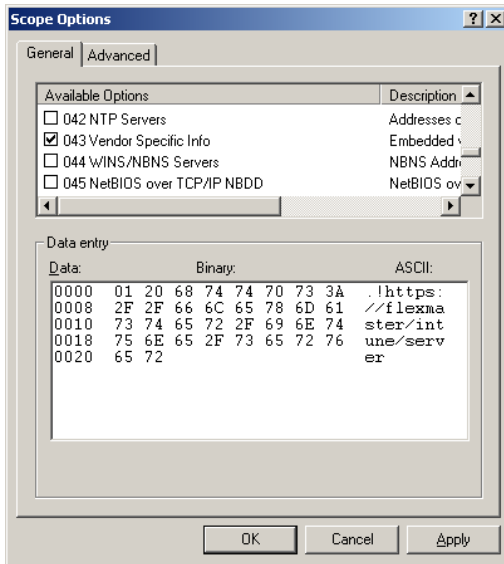 Scope Options
General Advanced
Available Options Description
042 NTP Servers Addresses c
043 Vendor Specific Info Embedded v
044 WINS/NBNS Servers NBNS Addr
045 NetBIOS over TCP/IP NBDD NetBIOS ov
Data entry
Data: Binary: ASCII:
0000 01 20 68 74 74 70 73 3A .!https:
0008 2F 2F 66 6C 65 78 6D 61 //flexma
0010 73 74 65 72 2F 69 6E 74 ster/int
0018 75 6E 65 2F 73 65 72 76 une/serv
0020 65 72 er
OK Cancel Apply